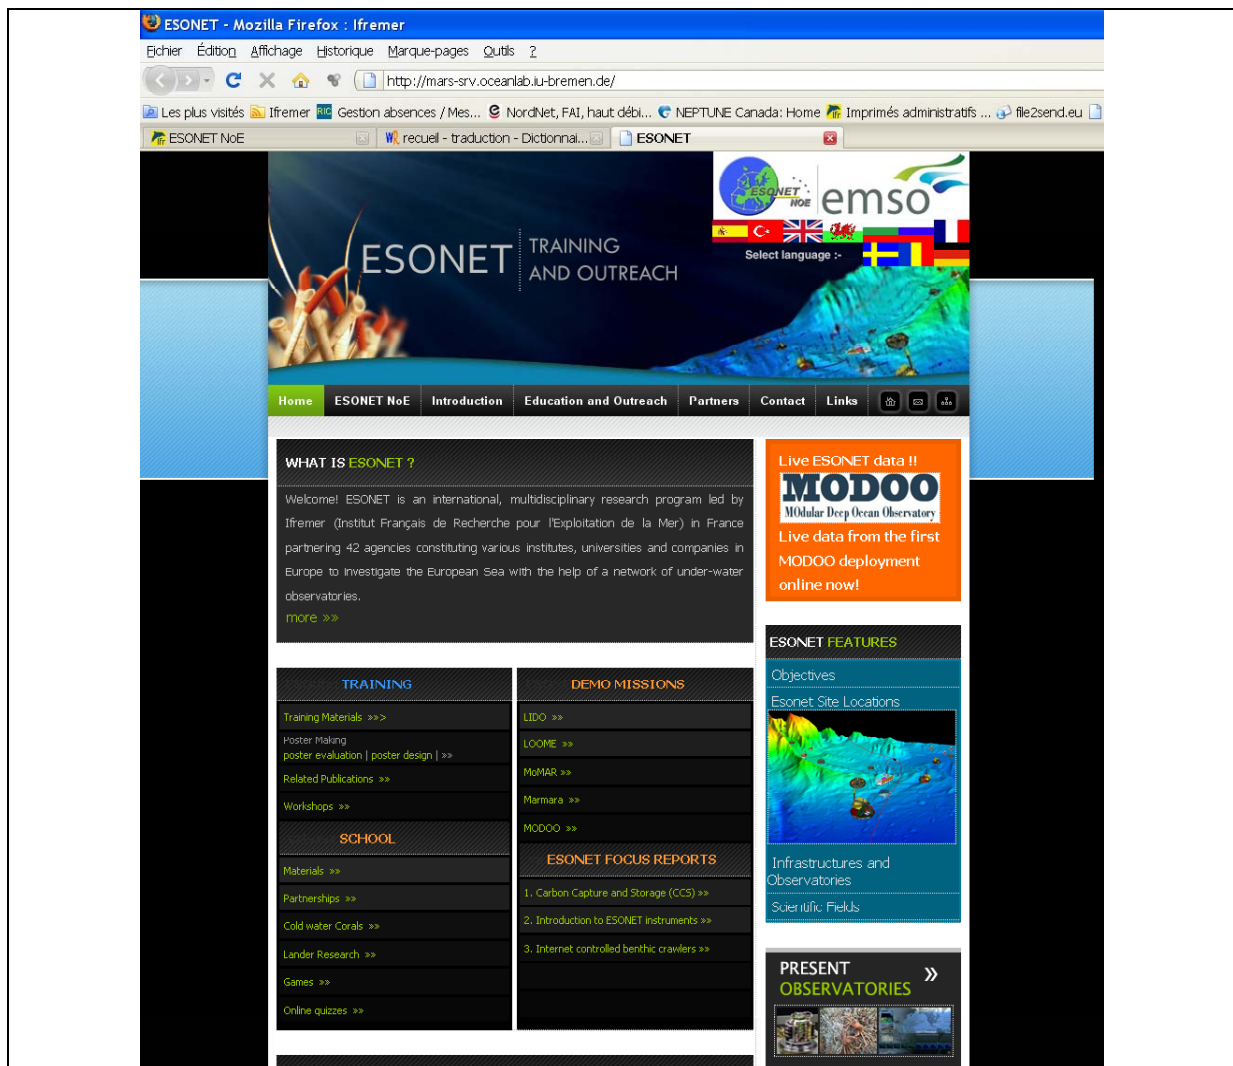 ESONET - Mozilla Firefox : Ifremer
Fichier Édition Affichage Historique Marque-pages Outils ?
http://mars-srv.oceanlab.iu-bremen.de/
Les plus visités Ifremer RIC Gestion absences / Mes... NordNet, FAI, haut débi... NEPTUNE Canada: Home Imprimés administratifs ... file2send.eu
ESONET NoE recueil - traduction - Dictionnai... ESONET
ESONET NOE emso
ESONET TRAINING
AND OUTREACH
Select language :-
Home ESONET NoE Introduction Education and Outreach Partners Contact Links
WHAT IS ESONET ?
Welcome! ESONET is an international, multidisciplinary research program led by
Ifremer (Institut Français de Recherche pour l'Exploitation de la Mer) in France
partnering 42 agencies constituting various institutes, universities and companies in
Europe to investigate the European Sea with the help of a network of under-water
observatories.
more »»
Live ESONET data !!
MODOO
MOdular Deep Ocean Observatory
Live data from the first
MODOO deployment
online now!
TRAINING
Training Materials »»>
Poster Making
poster evaluation | poster design | »»
Related Publications »»
Workshops »»
SCHOOL
Materials »»
Partnerships »»
Cold water Corals »»
Lander Research »»
Games »»
Online quizzes »»
DEMO MISSIONS
LIDO »»
LOOME »»
MoMAR »»
Marmara »»
MODOO »»
ESONET FOCUS REPORTS
1. Carbon Capture and Storage (CCS) »»
2. Introduction to ESONET instruments »»
3. Internet controlled benthic crawlers »»
ESONET FEATURES
Objectives
Esonet Site Locations
Infrastructures and
Observatories
Scientific Fields
PRESENT »
OBSERVATORIES